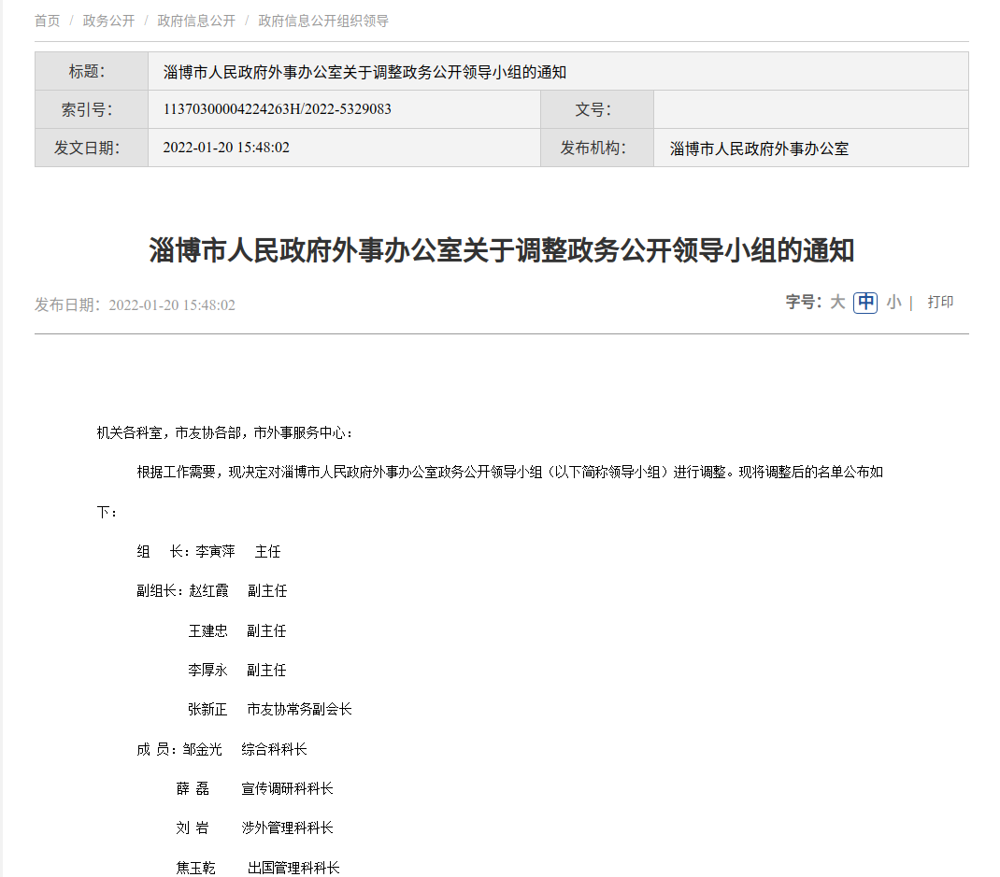 首页 / 政务公开 / 政府信息公开 / 政府信息公开组织领导
标题： 淄博市人民政府外事办公室关于调整政务公开领导小组的通知
索引号： 11370300004224263H/2022-5329083 文号：
发文日期： 2022-01-20 15:48:02 发布机构： 淄博市人民政府外事办公室
淄博市人民政府外事办公室关于调整政务公开领导小组的通知
发布日期：2022-01-20 15:48:02 字号：大 中 小 | 打印
机关各科室，市友协各部，市外事服务中心：
根据工作需要，现决定对淄博市人民政府外事办公室政务公开领导小组（以下简称领导小组）进行调整。现将调整后的名单公布如
下：
组 长：李寅萍 主任
副组长：赵红霞 副主任
王建忠 副主任
李厚永 副主任
张新正 市友协常务副会长
成 员：邹金光 综合科科长
薛 磊 宣传调研科科长
刘 岩 涉外管理科科长
焦玉乾 出国管理科科长